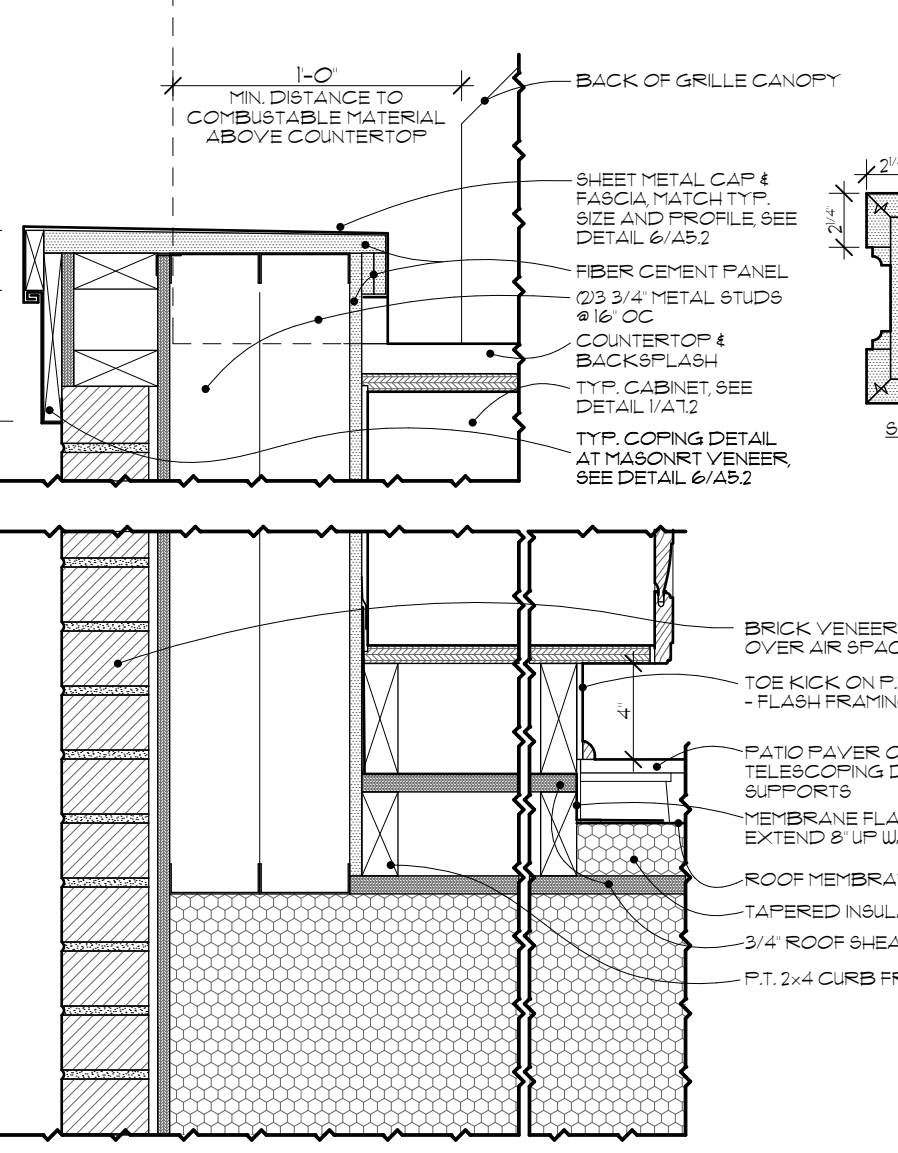 1'-0"
MIN. DISTANCE TO
COMBUSTABLE MATERIAL
ABOVE COUNTERTOP
BACK OF GRILLE CANOPY
SHEET METAL CAP &
FASCIA, MATCH TYP.
SIZE AND PROFILE, SEE
DETAIL 6/A5.2
FIBER CEMENT PANEL
(2)3 3/4" METAL STUDS
@ 16" OC
COUNTERTOP &
BACKSPLASH
TYP. CABINET, SEE
DETAIL 1/A7.2
TYP. COPING DETAIL
AT MASONRT VENEER,
SEE DETAIL 6/A5.2
2 1/4"
2 1/4"
S
BRICK VENEER
OVER AIR SPAC
TOE KICK ON P.
- FLASH FRAMIN
4"
PATIO PAVER O
TELESCOPING D
SUPPORTS
MEMBRANE FLA
EXTEND 8" UP WA
ROOF MEMBRA
TAPERED INSUL
3/4" ROOF SHEA
P.T. 2x4 CURB FR